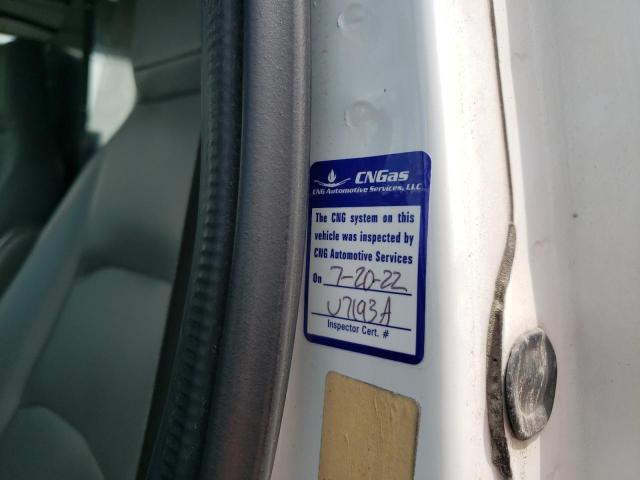 CNGas
CNG Automotive Services, LLC
The CNG system on this
vehicle was inspected by
CNG Automotive Services
On 7-20-22
U7193A
Inspector Cert. #